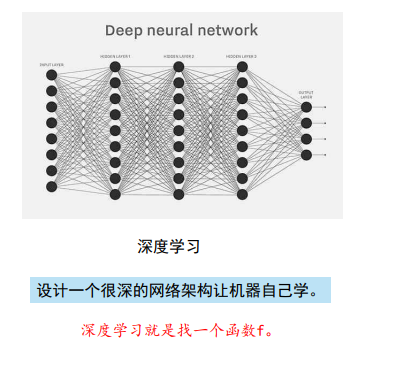 Deep neural network
INPUT LAYER
HIDDEN LAYER 1
HIDDEN LAYER 2
HIDDEN LAYER 3
OUTPUT
LAYER
深度学习
设计一个很深的网络架构让机器自己学。
深度学习就是找一个函数f。